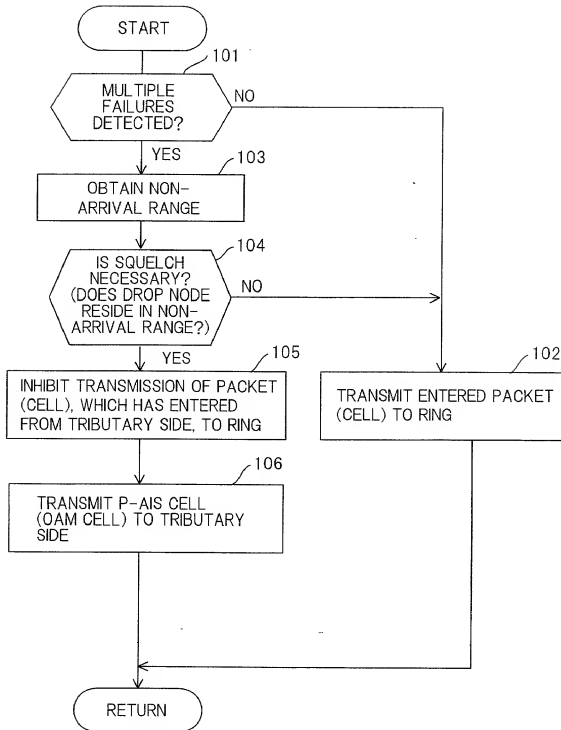 START
101
MULTIPLE
FAILURES
DETECTED?
NO
YES
103
OBTAIN NON-
ARRIVAL RANGE
104
IS SQUELCH
NECESSARY?
(DOES DROP NODE
RESIDE IN NON-
ARRIVAL RANGE?)
NO
YES
105
INHIBIT TRANSMISSION OF PACKET
(CELL), WHICH HAS ENTERED
FROM TRIBUTARY SIDE, TO RING
102
TRANSMIT ENTERED PACKET
(CELL) TO RING
106
TRANSMIT P-AIS CELL
(OAM CELL) TO TRIBUTARY
SIDE
RETURN